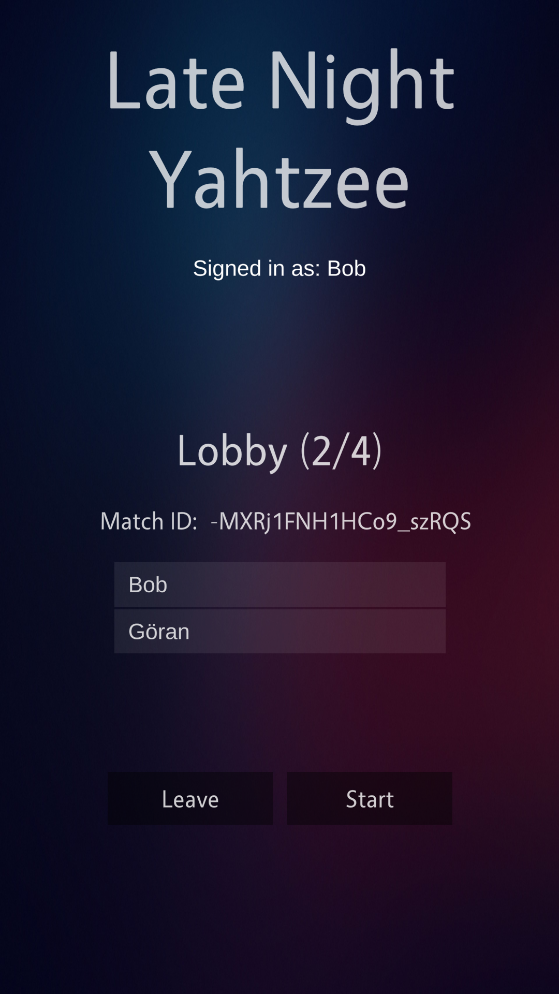 Late Night
Yahtzee
Signed in as: Bob
Lobby (2/4)
Match ID: -MXRj1FNH1HCo9_szRQS
Bob
Göran
Leave Start